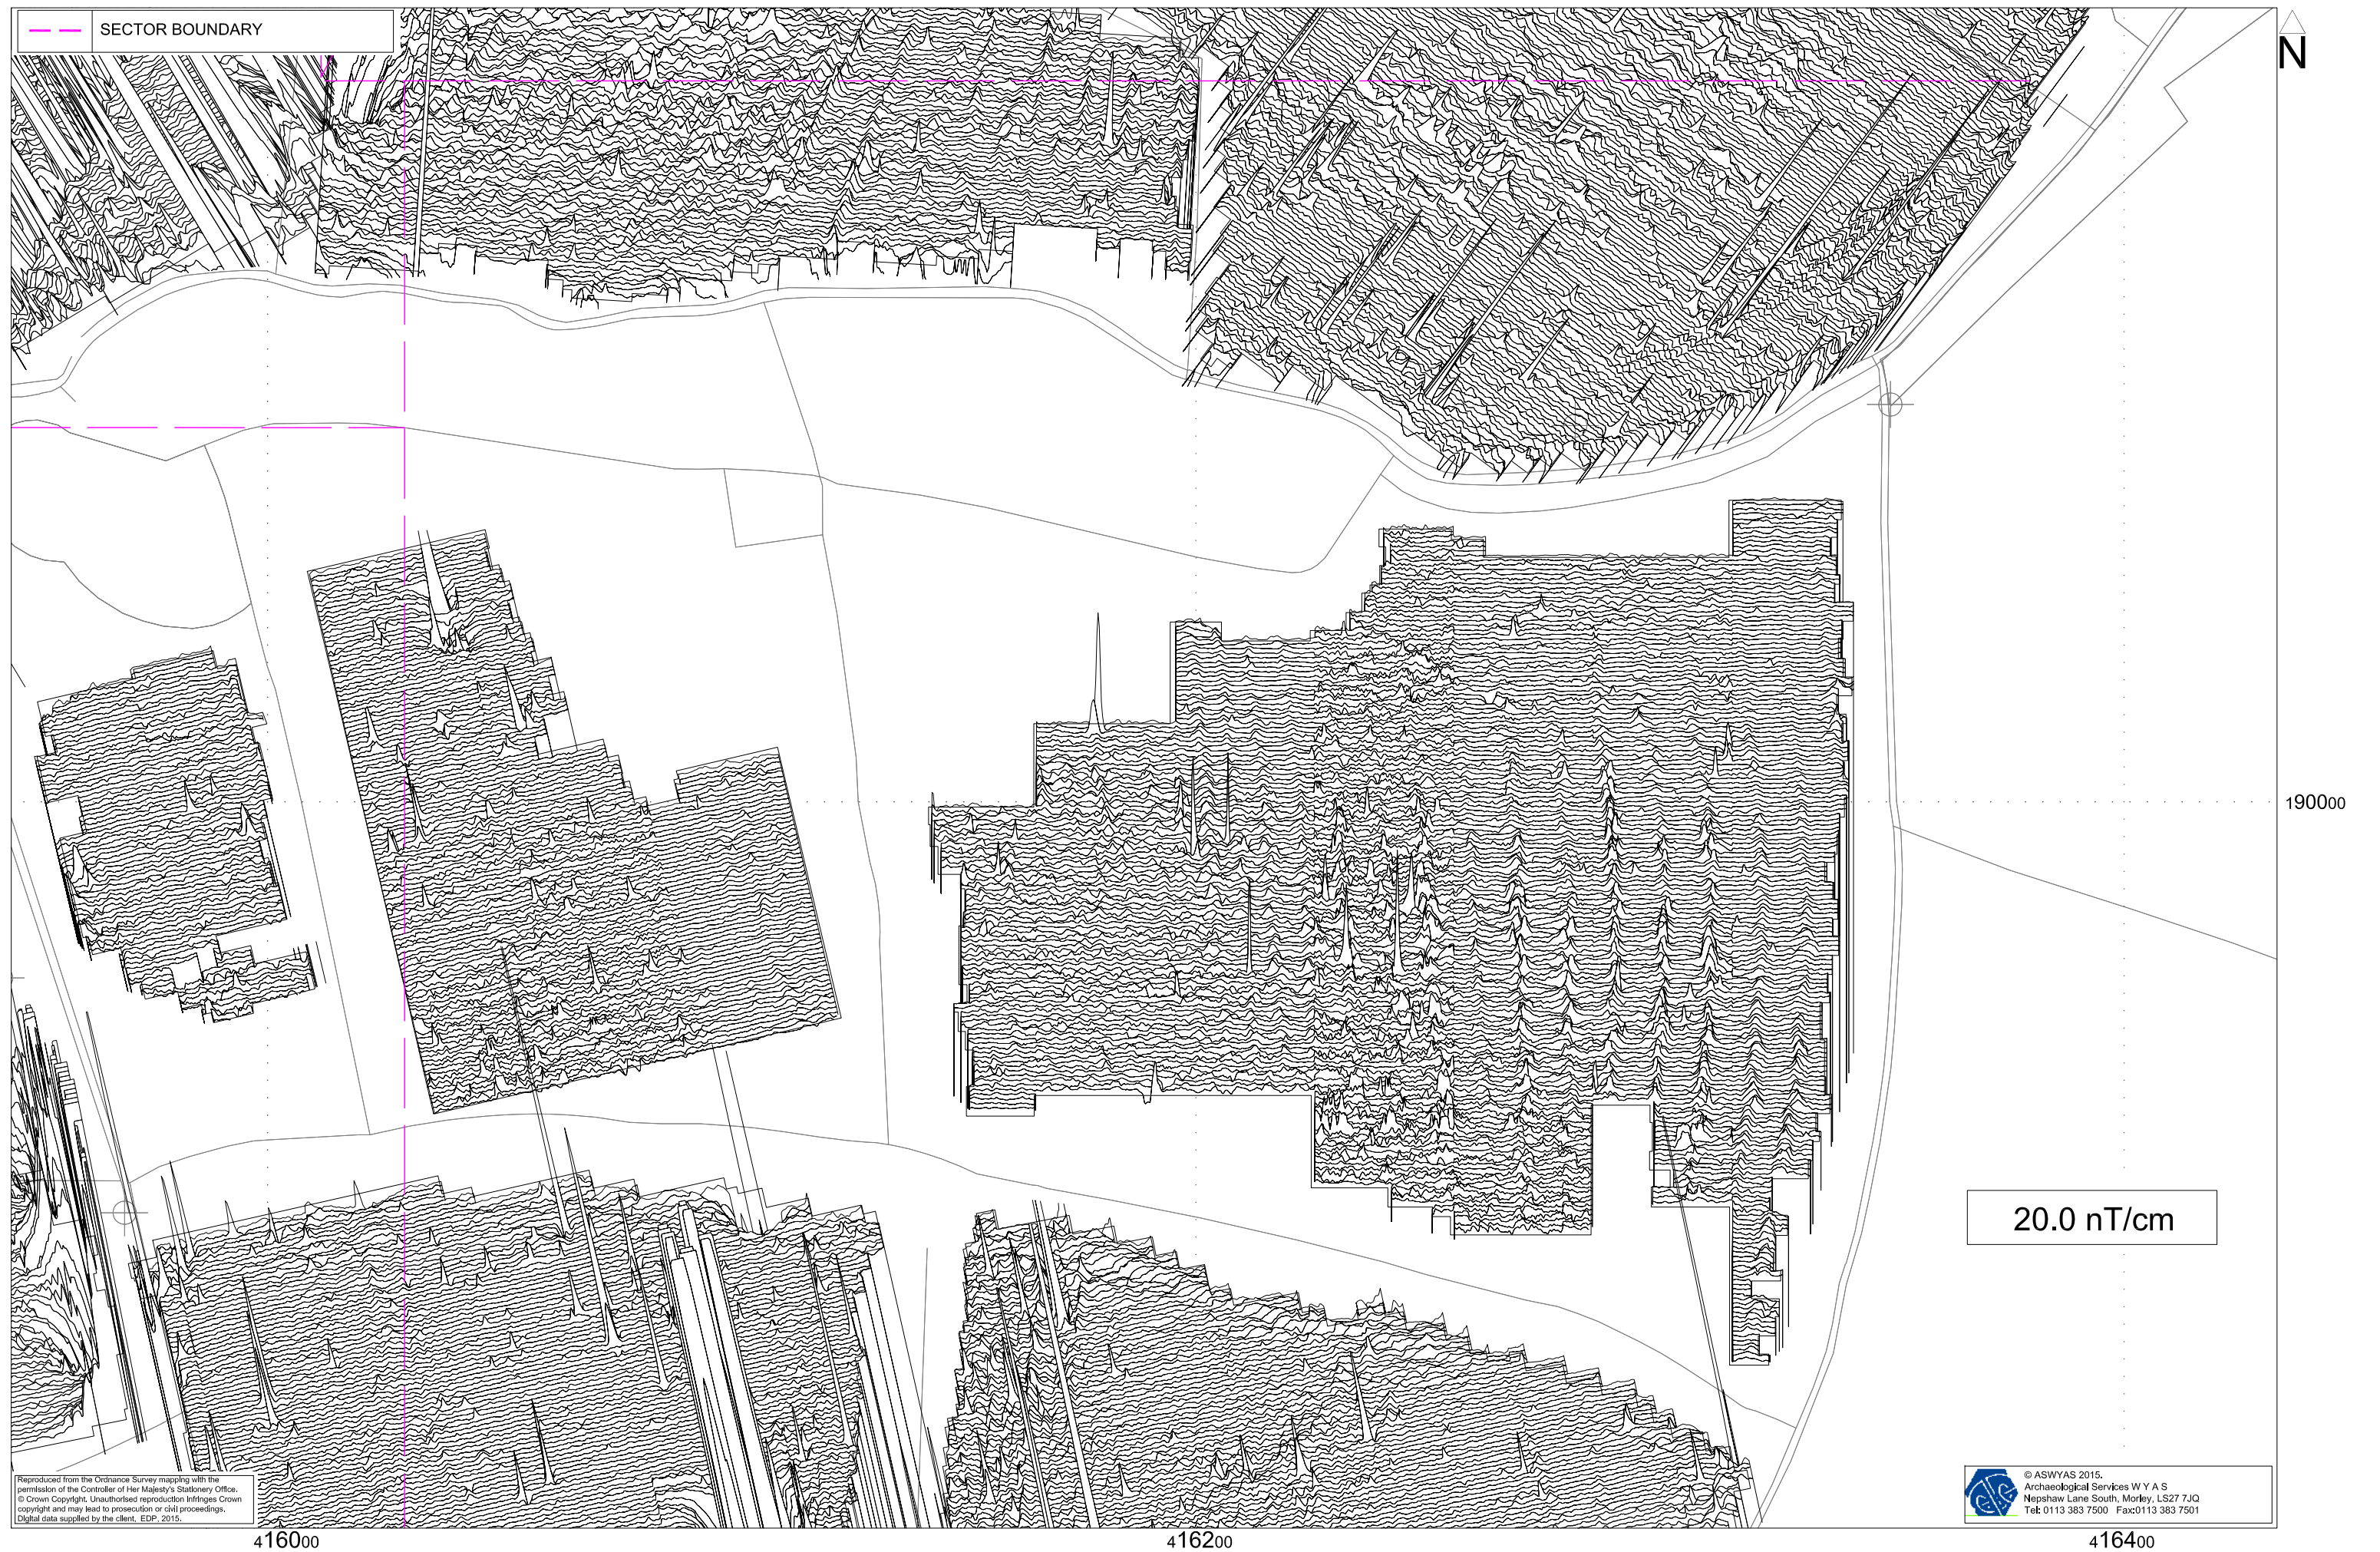 SECTOR BOUNDARY
N
190000
20.0 nT/cm
Reproduced from the Ordnance Survey mapping with the
permission of the Controller of Her Majesty's Stationery Office.
© Crown Copyright. Unauthorised reproduction infringes Crown
copyright and may lead to prosecution or civil proceedings.
Digital data supplied by the client, EDP, 2015.
© ASWYAS 2015.
Archaeological Services W Y A S
Nepshaw Lane South, Morley, LS27 7JQ
Tel: 0113 383 7500 Fax:0113 383 7501
416000
416200
416400